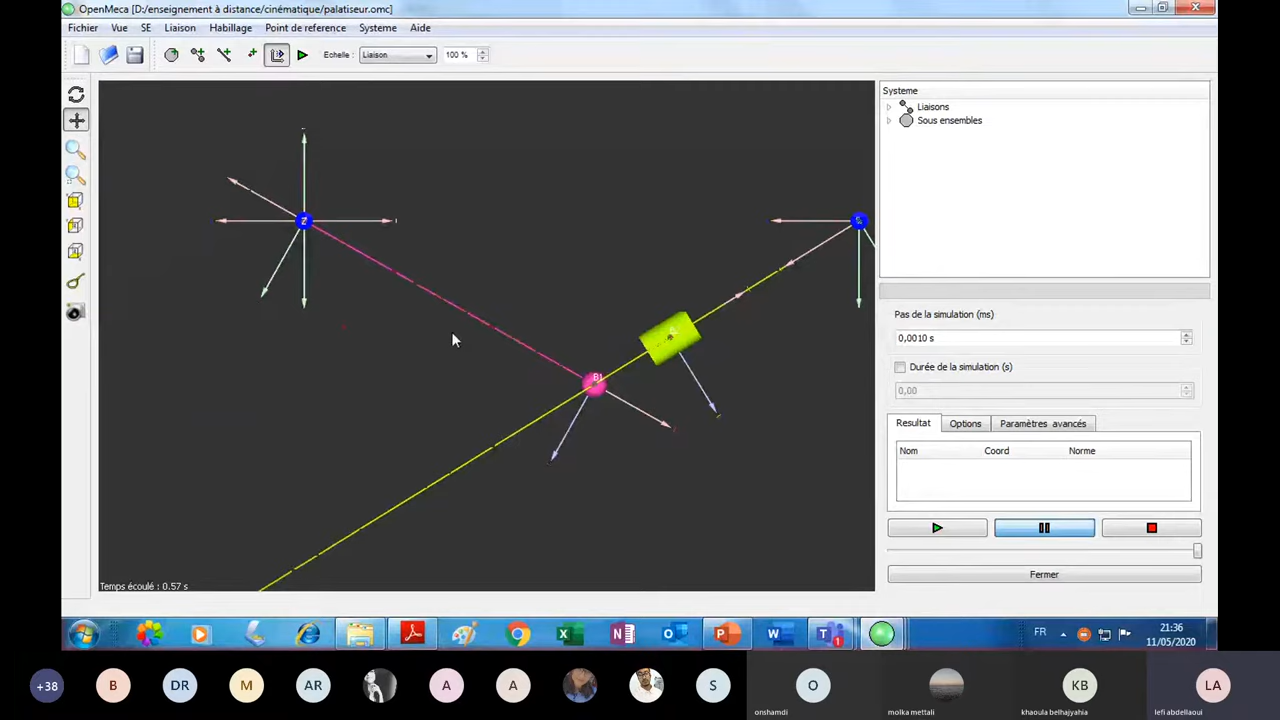 OpenMeca [D:/enseignement à distance/cinématique/palatiseur.omc]
Fichier Vue SE Liaison Habillage Point de reference Systeme Aide
Echelle : Liaison 100 %
Systeme
Liaisons
Sous ensembles
Z
B1
Pas de la simulation (ms)
0,0010 s
Durée de la simulation (s)
0,00
Resultat Options Paramètres avancés
Nom Coord Norme
Fermer
Temps écoulé : 0.57 s
FR
21:36
11/05/2020
+38 B DR M AR A A S O KB LA
onshamdi molka mettali khaoula belhajyahia lefi abdellaoui